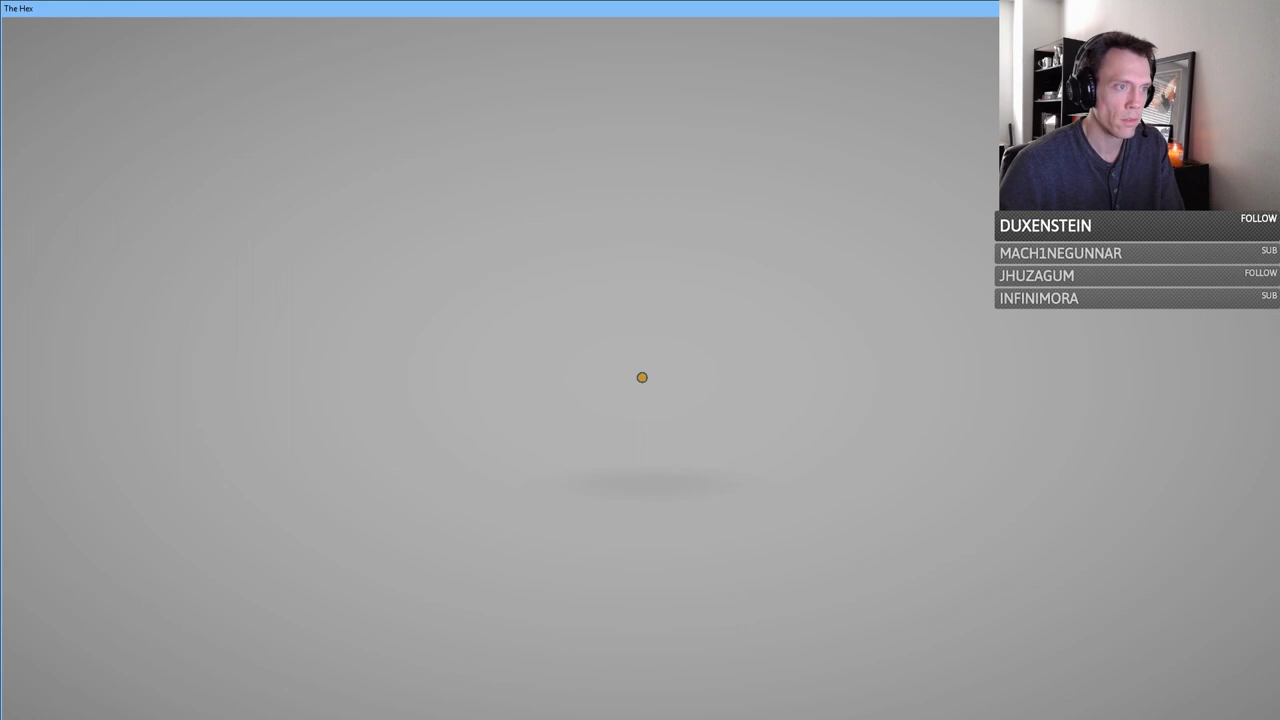 The Hex
DUXENSTEIN FOLLOW
MACH1NEGUNNAR SUB
JHUZAGUM FOLLOW
INFINIMORA SUB